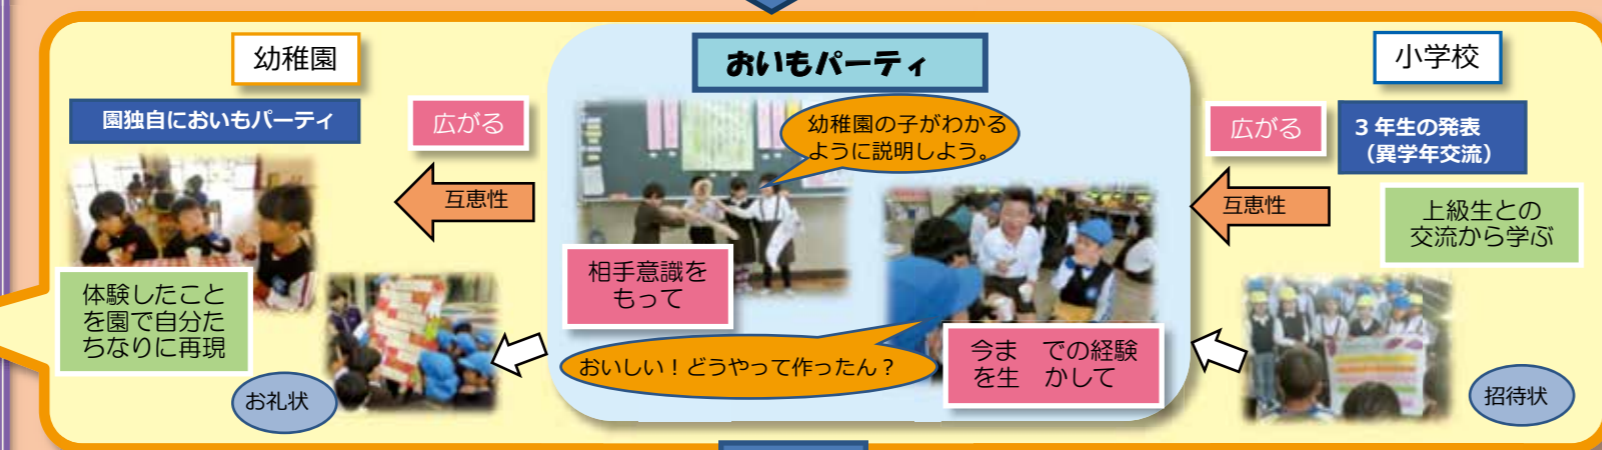 幼稚園
園独自においもパーティ
広がる
互恵性
体験したこと
を園で自分た
ちなりに再現
お礼状
おいもパーティ
幼稚園の子がわかる
ように説明しよう。
相手意識を
もって
おいしい！どうやって作ったん？
今ま での経験
を生 かして
小学校
広がる
3 年生の発表
（異学年交流）
互恵性
上級生との
交流から学ぶ
招待状